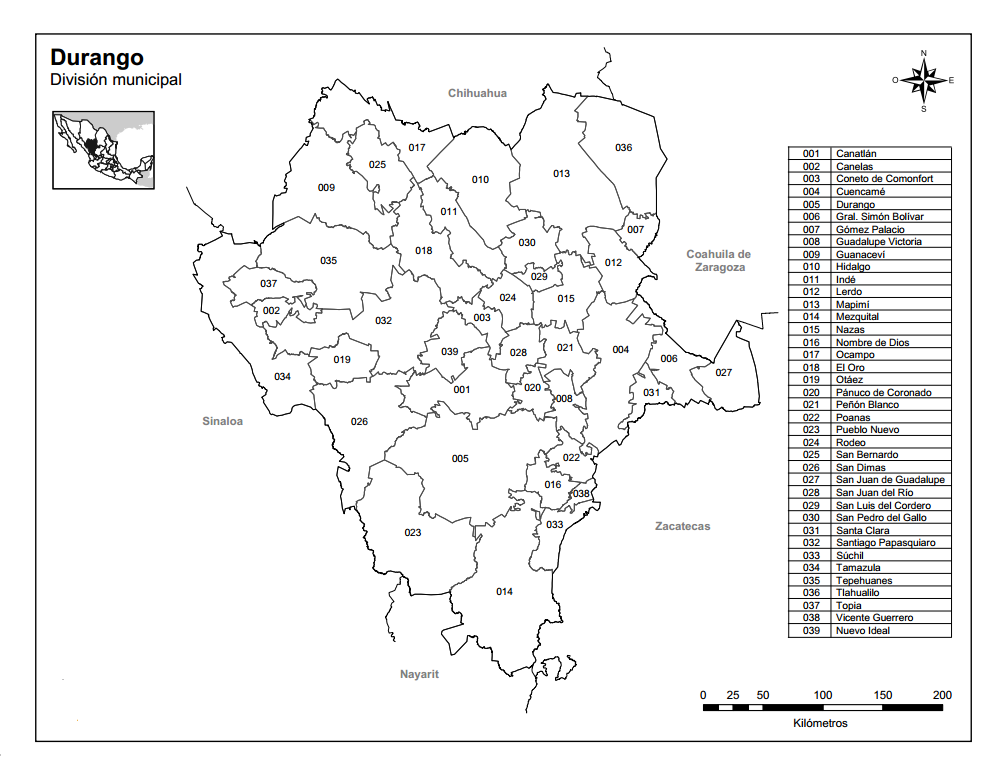 Durango
División municipal
N
O
E
S
Chihuahua
Coahuila de
Zaragoza
Sinaloa
Zacatecas
Nayarit
017
036
025
013
010
009
011
007
030
018
035
012
029
037
024
015
002
003
032
021
004
039
028
006
019
027
034
020
001
031
008
026
005
022
016
038
033
023
014
001 Canatlán
002 Canelas
003 Coneto de Comonfort
004 Cuencamé
005 Durango
006 Gral. Simón Bolívar
007 Gómez Palacio
008 Guadalupe Victoria
009 Guanaceví
010 Hidalgo
011 Indé
012 Lerdo
013 Mapimí
014 Mezquital
015 Nazas
016 Nombre de Dios
017 Ocampo
018 El Oro
019 Otáez
020 Pánuco de Coronado
021 Peñón Blanco
022 Poanas
023 Pueblo Nuevo
024 Rodeo
025 San Bernardo
026 San Dimas
027 San Juan de Guadalupe
028 San Juan del Río
029 San Luis del Cordero
030 San Pedro del Gallo
031 Santa Clara
032 Santiago Papasquiaro
033 Súchil
034 Tamazula
035 Tepehuanes
036 Tlahualilo
037 Topia
038 Vicente Guerrero
039 Nuevo Ideal
0 25 50 100 150 200
Kilómetros